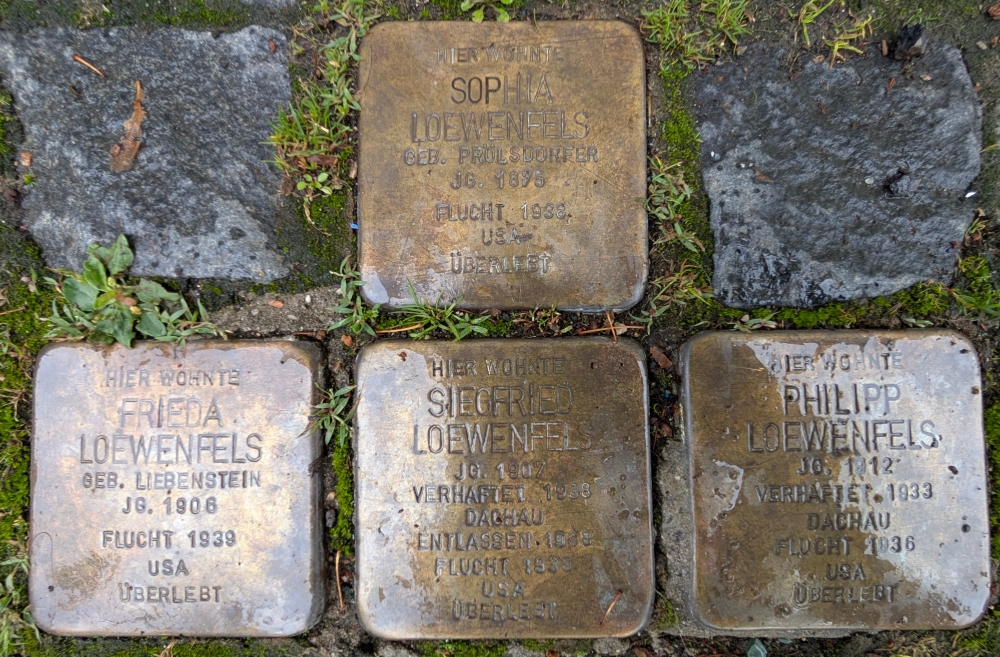 HIER WOHNTE
SOPHIA
LOEWENFELS
GEB. PRÖLSDORFER
JG. 1875
FLUCHT 1938
USA
ÜBERLEBT
HIER WOHNTE
FRIEDA
LOEWENFELS
GEB. LIEBENSTEIN
JG. 1906
FLUCHT 1939
USA
ÜBERLEBT
HIER WOHNTE
SIEGFRIED
LOEWENFELS
JG. 1907
VERHAFTET 1938
DACHAU
ENTLASSEN 1938
FLUCHT 1939
USA
ÜBERLEBT
HIER WOHNTE
PHILIPP
LOEWENFELS
JG. 1912
VERHAFTET 1933
DACHAU
FLUCHT 1936
USA
ÜBERLEBT